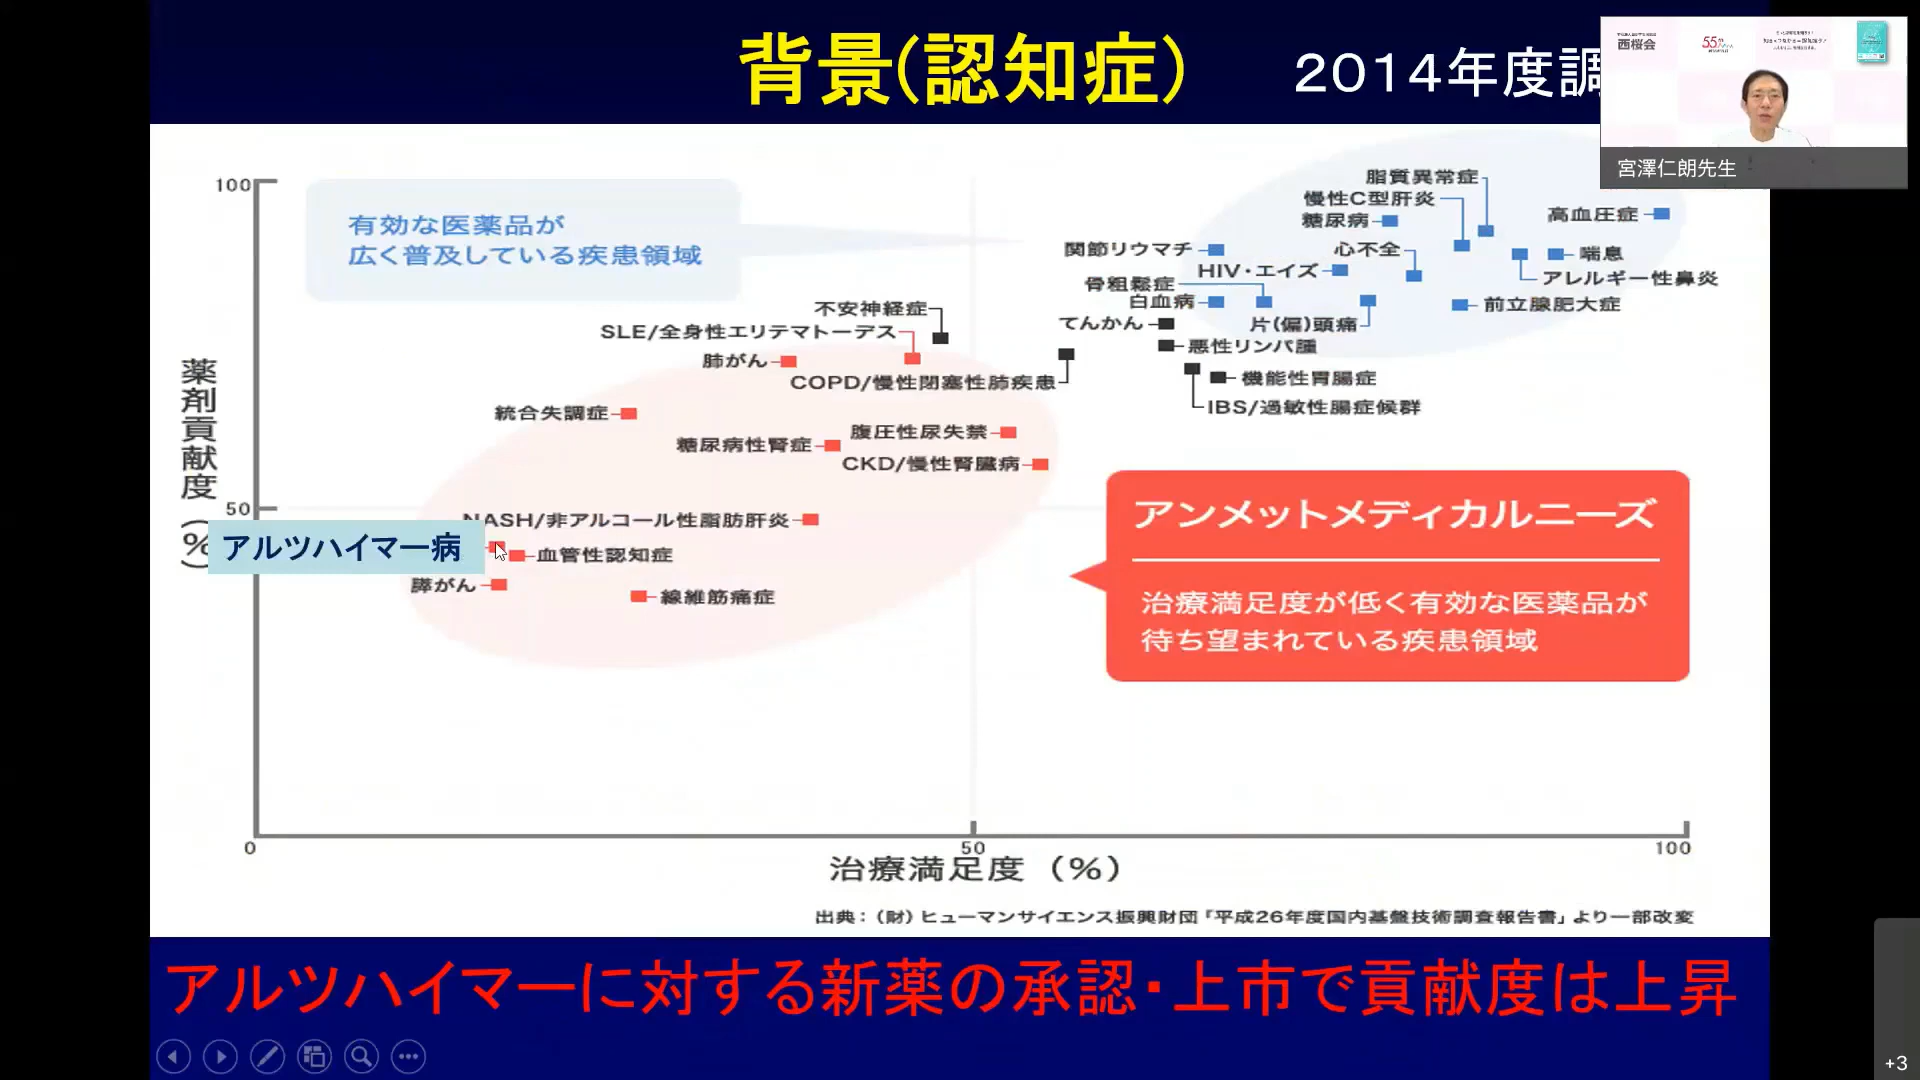 背景(認知症)
2014年度調
西桜会
宮澤仁朗先生
100
有効な医薬品が
広く普及している疾患領域
脂質異常症
慢性C型肝炎
糖尿病
高血圧症
関節リウマチ
心不全
喘息
HIV・エイズ
アレルギー性鼻炎
骨粗鬆症
白血病
前立腺肥大症
不安神経症
てんかん
片(偏)頭痛
SLE/全身性エリテマトーデス
悪性リンパ腫
肺がん
COPD/慢性閉塞性肺疾患
機能性胃腸症
IBS/過敏性腸症候群
統合失調症
腹圧性尿失禁
糖尿病性腎症
CKD/慢性腎臓病
薬剤貢献度(%)
50
NASH/非アルコール性脂肪肝炎
アルツハイマー病
血管性認知症
膵がん
線維筋痛症
アンメットメディカルニーズ
治療満足度が低く有効な医薬品が
待ち望まれている疾患領域
0
50
100
治療満足度(%)
出典：(財)ヒューマンサイエンス振興財団「平成26年度国内基盤技術調査報告書」より一部改変
アルツハイマーに対する新薬の承認・上市で貢献度は上昇
+3